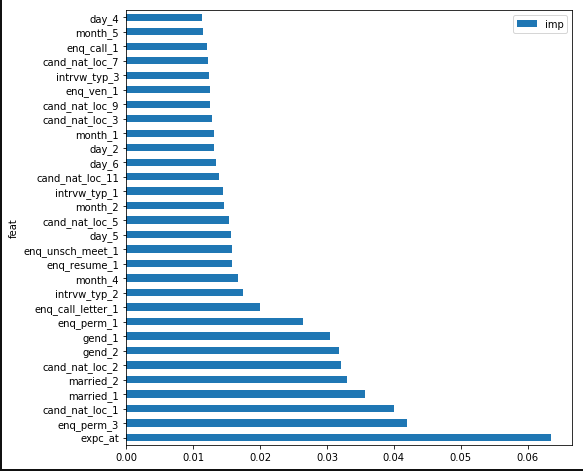 imp
day_4
month_5
enq_call_1
cand_nat_loc_7
intrvw_typ_3
enq_ven_1
cand_nat_loc_9
cand_nat_loc_3
month_1
day_2
day_6
cand_nat_loc_11
intrvw_typ_1
month_2
cand_nat_loc_5
day_5
enq_unsch_meet_1
enq_resume_1
month_4
intrvw_typ_2
enq_call_letter_1
enq_perm_1
gend_1
gend_2
cand_nat_loc_2
married_2
married_1
cand_nat_loc_1
enq_perm_3
expc_at
feat
0.00 0.01 0.02 0.03 0.04 0.05 0.06